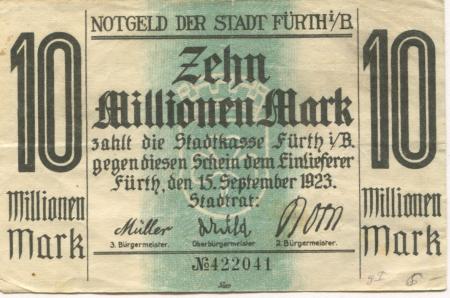 NOTGELD DER STADT FÜRTH i/B.
10
10
Zehn
Millionen Mark
zahlt die Stadtkasse Fürth i/B.
gegen diesen Schein dem Einlieferer
Fürth, den 15. September 1923.
Stadtrat:
Millionen
Mark
Millionen
Mark
Müller
3. Bürgermeister. Oberbürgermeister 2. Bürgermeister.
№422041